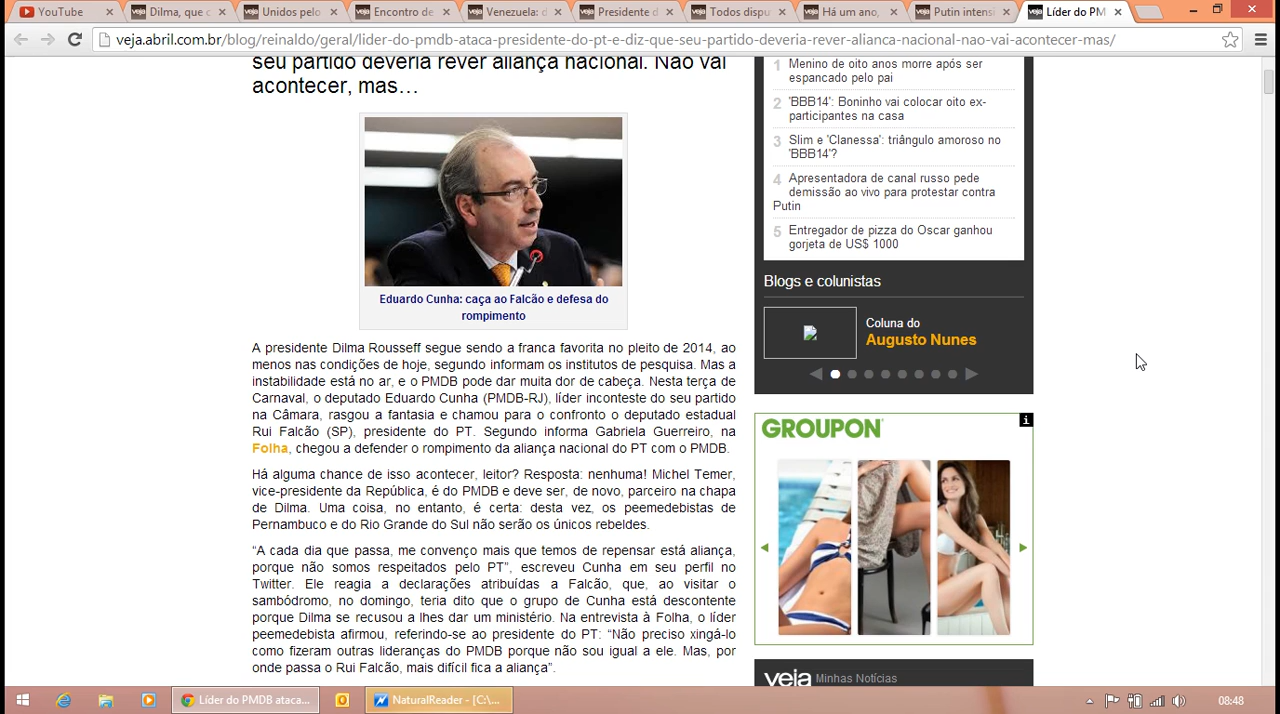 YouTube
Dilma, que c
Unidos pelo
Encontro de
Venezuela: d
Presidente d
Todos dispu
Há um ano,
Putin intensi
Líder do PM
veja.abril.com.br/blog/reinaldo/geral/lider-do-pmdb-ataca-presidente-do-pt-e-diz-que-seu-partido-deveria-rever-alianca-nacional-nao-vai-acontecer-mas/
seu partido deveria rever aliança nacional. Não vai
acontecer, mas…
Eduardo Cunha: caça ao Falcão e defesa do
rompimento
A presidente Dilma Rousseff segue sendo a franca favorita no pleito de 2014, ao
menos nas condições de hoje, segundo informam os institutos de pesquisa. Mas a
instabilidade está no ar, e o PMDB pode dar muita dor de cabeça. Nesta terça de
Carnaval, o deputado Eduardo Cunha (PMDB-RJ), líder inconteste do seu partido
na Câmara, rasgou a fantasia e chamou para o confronto o deputado estadual
Rui Falcão (SP), presidente do PT. Segundo informa Gabriela Guerreiro, na
Folha, chegou a defender o rompimento da aliança nacional do PT com o PMDB.
Há alguma chance de isso acontecer, leitor? Resposta: nenhuma! Michel Temer,
vice-presidente da República, é do PMDB e deve ser, de novo, parceiro na chapa
de Dilma. Uma coisa, no entanto, é certa: desta vez, os peemedebistas de
Pernambuco e do Rio Grande do Sul não serão os únicos rebeldes.
“A cada dia que passa, me convenço mais que temos de repensar está aliança,
porque não somos respeitados pelo PT”, escreveu Cunha em seu perfil no
Twitter. Ele reagia a declarações atribuídas a Falcão, que, ao visitar o
sambódromo, no domingo, teria dito que o grupo de Cunha está descontente
porque Dilma se recusou a lhes dar um ministério. Na entrevista à Folha, o líder
peemedebista afirmou, referindo-se ao presidente do PT: “Não preciso xingá-lo
como fizeram outras lideranças do PMDB porque não sou igual a ele. Mas, por
onde passa o Rui Falcão, mais difícil fica a aliança”.
1 Menino de oito anos morre após ser
espancado pelo pai
2 'BBB14': Boninho vai colocar oito ex-
participantes na casa
3 Slim e 'Clanessa': triângulo amoroso no
'BBB14'?
4 Apresentadora de canal russo pede
demissão ao vivo para protestar contra
Putin
5 Entregador de pizza do Oscar ganhou
gorjeta de US$ 1000
Blogs e colunistas
Coluna do
Augusto Nunes
GROUPON
i
veja Minhas Notícias
Líder do PMDB ataca...
NaturalReader - [C:\...
08:48